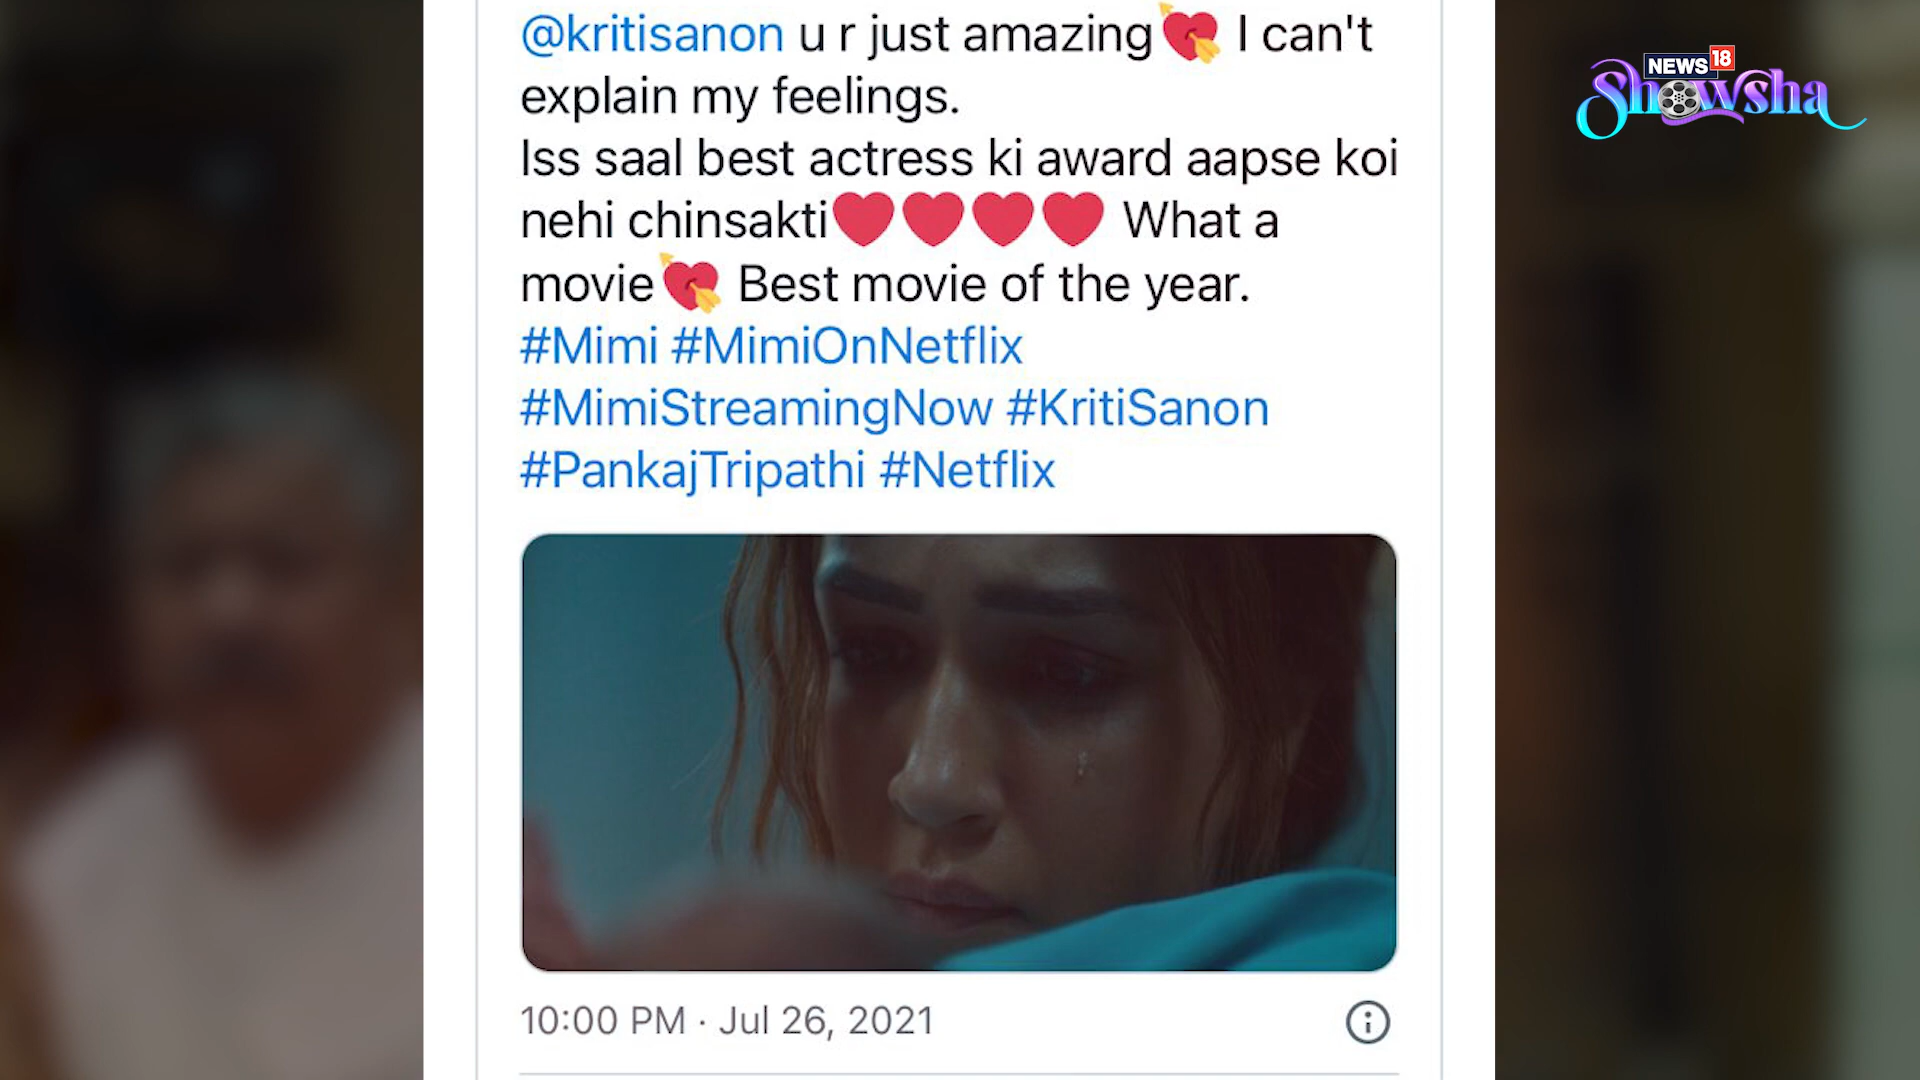 @kritisanon u r just amazing💘 I can't
explain my feelings.
Iss saal best actress ki award aapse koi
nehi chinsakti❤️❤️❤️❤️ What a
movie💘 Best movie of the year.
#Mimi #MimiOnNetflix
#MimiStreamingNow #KritiSanon
#PankajTripathi #Netflix
10:00 PM · Jul 26, 2021
NEWS 18
Showsha